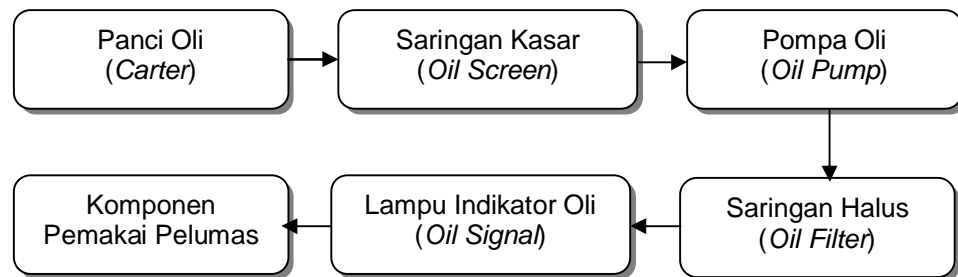 Panci Oli
(Carter)
Saringan Kasar
(Oil Screen)
Pompa Oli
(Oil Pump)
Saringan Halus
(Oil Filter)
Lampu Indikator Oli
(Oil Signal)
Komponen
Pemakai Pelumas